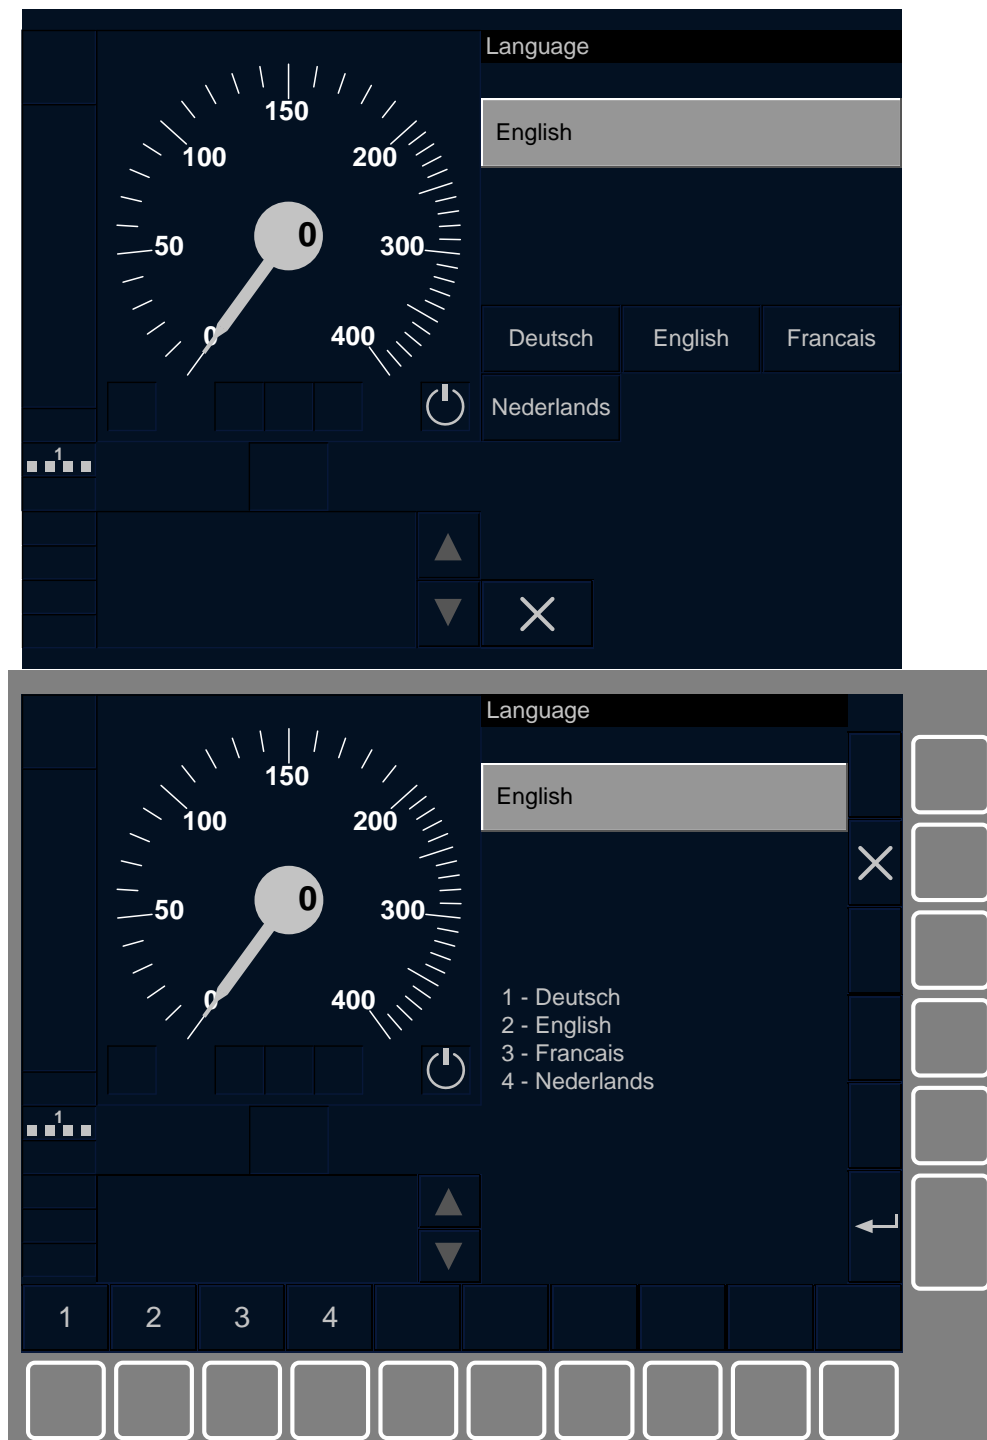 Language
150
English
100
200
0
50
300
0
400
Deutsch
English
Francais
Nederlands
1
Language
150
English
100
200
0
50
300
0
400
1 - Deutsch
2 - English
3 - Francais
4 - Nederlands
1
1
2
3
4